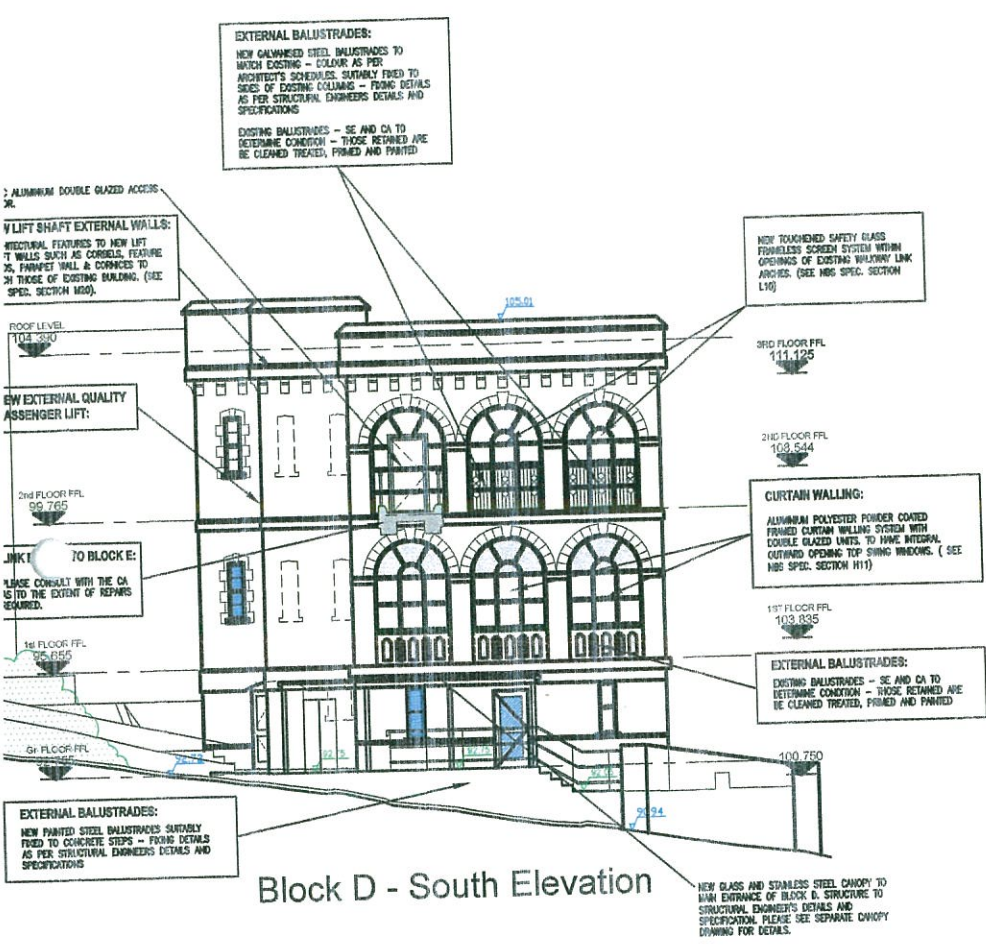 EXTERNAL BALUSTRADES:
NEW GALVANISED STEEL BALUSTRADES TO
MATCH EXISTING – COLOUR AS PER
ARCHITECT'S SCHEDULES. SUITABLY FIXED TO
SIDES OF EXISTING COLUMNS – FIXING DETAILS
AS PER STRUCTURAL ENGINEERS DETAILS AND
SPECIFICATIONS
EXISTING BALUSTRADES – SE AND CA TO
DETERMINE CONDITION – THOSE RETAINED ARE
BE CLEANED TREATED, PRIMED AND PAINTED
ALUMINIUM DOUBLE GLAZED ACCESS
OR.
W LIFT SHAFT EXTERNAL WALLS:
HITECTURAL FEATURES TO NEW LIFT
T WALLS SUCH AS CORBELS, FEATURE
DS, PARAPET WALL & CORNICES TO
CH THOSE OF EXISTING BUILDING. (SEE
SPEC. SECTION M20).
NEW TOUGHENED SAFETY GLASS
FRAMELESS SCREEN SYSTEM WITHIN
OPENINGS OF EXISTING WALKWAY LINK
ARCHES. (SEE NBS SPEC. SECTION
L10)
105.01
ROOF LEVEL
104.390
3RD FLOOR FFL
111.125
EW EXTERNAL QUALITY
ASSENGER LIFT:
2ND FLOOR FFL
108.544
2nd FLOOR FFL
99.765
CURTAIN WALLING:
ALUMINIUM POLYESTER POWDER COATED
FRAMED CURTAIN WALLING SYSTEM WITH
DOUBLE GLAZED UNITS. TO HAVE INTEGRAL
OUTWARD OPENING TOP SWING WINDOWS. ( SEE
NBS SPEC. SECTION H11)
TO BLOCK E:
PLEASE CONSULT WITH THE CA
AS TO THE EXTENT OF REPAIRS
REQUIRED.
1ST FLOOR FFL
103.835
1st FLOOR FFL
95.655
EXTERNAL BALUSTRADES:
EXISTING BALUSTRADES – SE AND CA TO
DETERMINE CONDITION – THOSE RETAINED ARE
BE CLEANED TREATED, PRIMED AND PAINTED
Gr FLOOR FFL
100.750
90.94
EXTERNAL BALUSTRADES:
NEW PAINTED STEEL BALUSTRADES SUITABLY
FIXED TO CONCRETE STEPS – FIXING DETAILS
AS PER STRUCTURAL ENGINEERS DETAILS AND
SPECIFICATIONS
Block D - South Elevation
NEW GLASS AND STAINLESS STEEL CANOPY TO
MAIN ENTRANCE OF BLOCK D. STRUCTURE TO
STRUCTURAL ENGINEER'S DETAILS AND
SPECIFICATION. PLEASE SEE SEPARATE CANOPY
DRAWING FOR DETAILS.